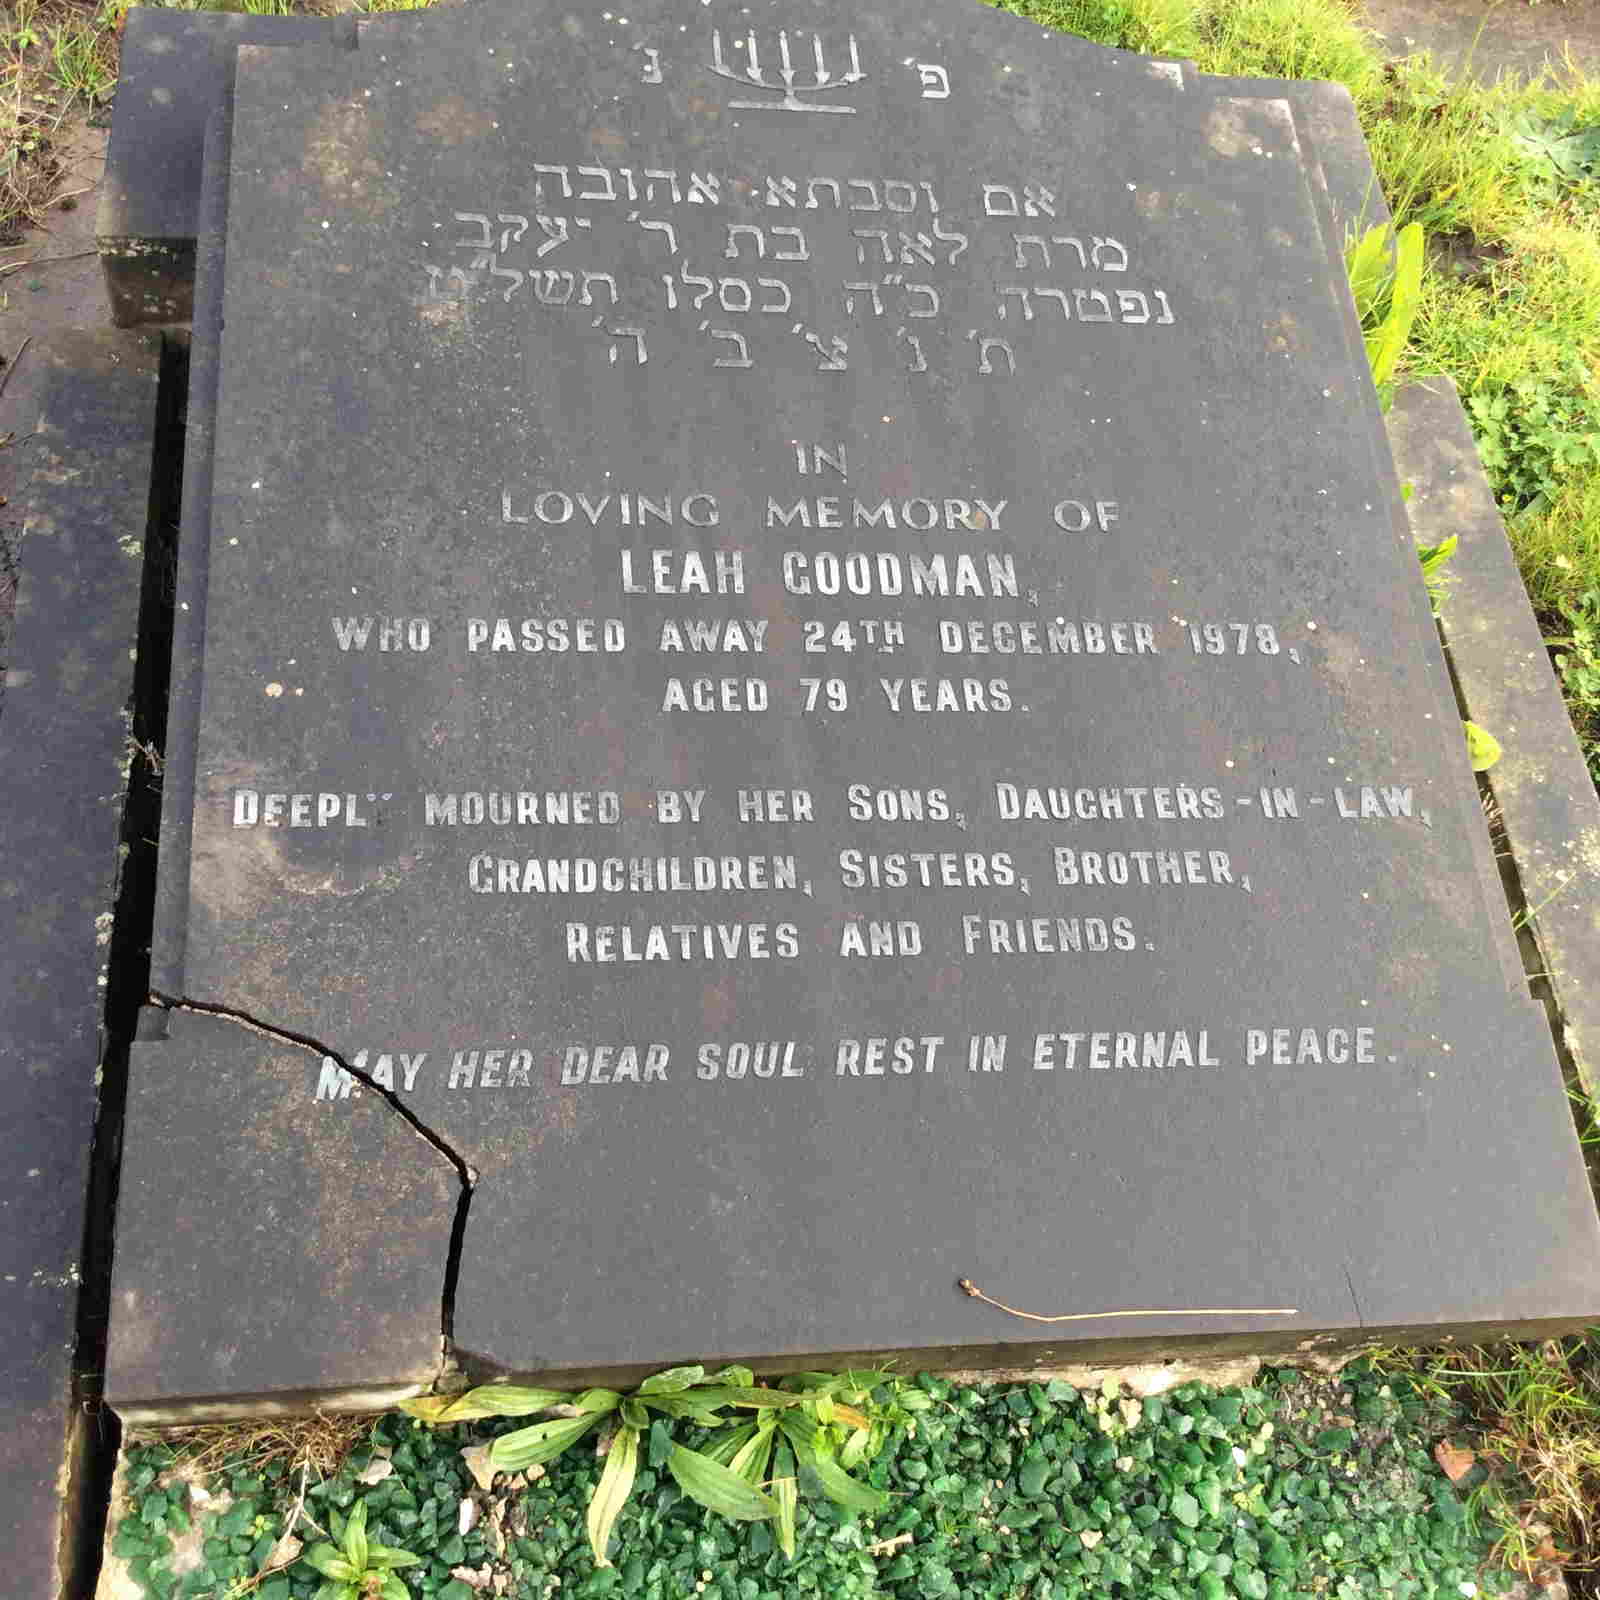 פ' נ'
אם וסבתא אהובה
מרת לאה בת ר' יעקב
נפטרה כ"ה כסלו תשל"ט
ת' נ' צ' ב' ה'
IN
LOVING MEMORY OF
LEAH GOODMAN,
WHO PASSED AWAY 24TH DECEMBER 1978,
AGED 79 YEARS.
DEEPLY MOURNED BY HER SONS, DAUGHTERS-IN-LAW,
GRANDCHILDREN, SISTERS, BROTHER,
RELATIVES AND FRIENDS.
MAY HER DEAR SOUL REST IN ETERNAL PEACE.